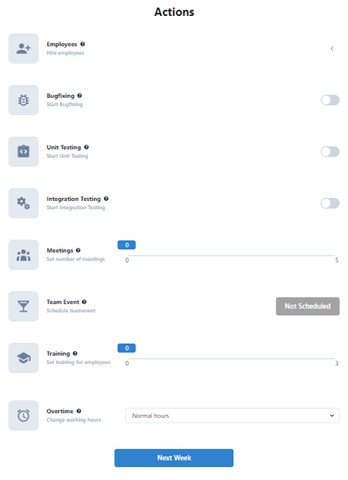 Actions
Employees
Hire employees
Bugfixing
Start Bugfixing
Unit Testing
Start Unit Testing
Integration Testing
Start Integration Testing
Meetings
Set number of meetings
0
0
5
Team Event
Schedule teamevent
Not Scheduled
Training
Set training for employees
0
0
3
Overtime
Change working hours
Normal hours
Next Week